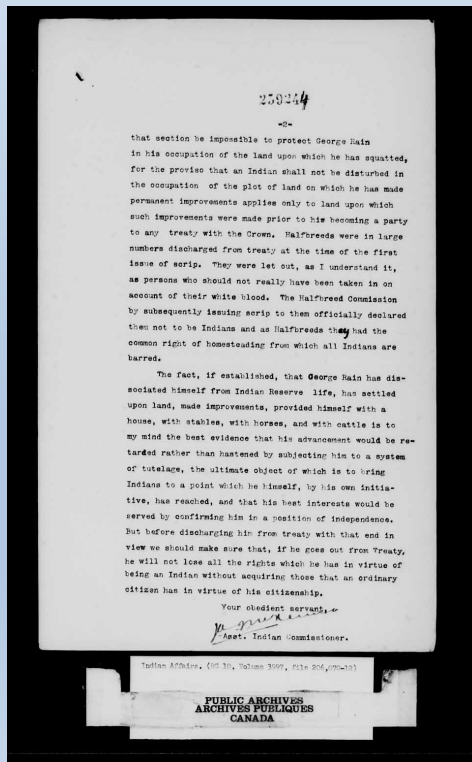 239244
-2-
that section be impossible to protect George Rain
in his occupation of the land upon which he has squatted,
for the proviso that an Indian shall not be disturbed in
the occupation of the plot of land on which he has made
permanent improvements applies only to land upon which
such improvements were made prior to his becoming a party
to any treaty with the Crown. Halfbreeds were in large
numbers discharged from treaty at the time of the first
issue of scrip. They were let out, as I understand it,
as persons who should not really have been taken in on
account of their white blood. The Halfbreed Commission
by subsequently issuing scrip to them officially declared
them not to be Indians and as Halfbreeds they had the
common right of homesteading from which all Indians are
barred.
The fact, if established, that George Rain has dis-
sociated himself from Indian Reserve life, has settled
upon land, made improvements, provided himself with a
house, with stables, with horses, and with cattle is to
my mind the best evidence that his advancement would be re-
tarded rather than hastened by subjecting him to a system
of tutelage, the ultimate object of which is to bring
Indians to a point which he himself, by his own initia-
tive, has reached, and that his best interests would be
served by confirming him in a position of independence.
But before discharging him from treaty with that end in
view we should make sure that, if he goes out from Treaty,
he will not lose all the rights which he has in virtue of
being an Indian without acquiring those that an ordinary
citizen has in virtue of his citizenship.
Your obedient servant,
Asst. Indian Commissioner.
Indian Affairs. (RG 10, Volume 3997, file 206,070-12)
PUBLIC ARCHIVES
ARCHIVES PUBLIQUES
CANADA